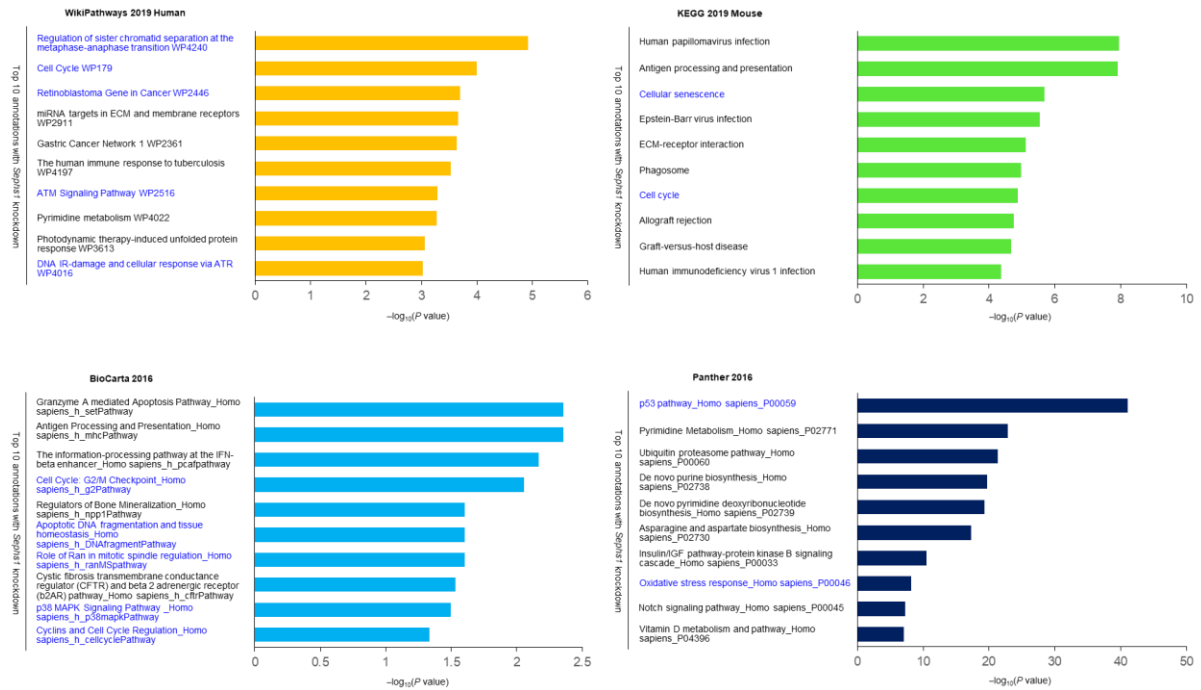 WikiPathways 2019 Human
Top 10 annotations with Sephs1 knockdown
Regulation of sister chromatid separation at the
metaphase-anaphase transition WP4240
Cell Cycle WP179
Retinoblastoma Gene in Cancer WP2446
miRNA targets in ECM and membrane receptors
WP2911
Gastric Cancer Network 1 WP2361
The human immune response to tuberculosis
WP4197
ATM Signaling Pathway WP2516
Pyrimidine metabolism WP4022
Photodynamic therapy-induced unfolded protein
response WP3613
DNA IR-damage and cellular response via ATR
WP4016
0 1 2 3 4 5 6
–log₁₀(P value)
KEGG 2019 Mouse
Top 10 annotations with Sephs1 knockdown
Human papillomavirus infection
Antigen processing and presentation
Cellular senescence
Epstein-Barr virus infection
ECM-receptor interaction
Phagosome
Cell cycle
Allograft rejection
Graft-versus-host disease
Human immunodeficiency virus 1 infection
0 2 4 6 8 10
–log₁₀(P value)
BioCarta 2016
Top 10 annotations with Sephs1 knockdown
Granzyme A mediated Apoptosis Pathway_Homo
sapiens_h_setPathway
Antigen Processing and Presentation_Homo
sapiens_h_mhcPathway
The information-processing pathway at the IFN-
beta enhancer_Homo sapiens_h_pcafpathway
Cell Cycle: G2/M Checkpoint_Homo
sapiens_h_g2Pathway
Regulators of Bone Mineralization_Homo
sapiens_h_npp1Pathway
Apoptotic DNA fragmentation and tissue
homeostasis_Homo
sapiens_h_DNAfragmentPathway
Role of Ran in mitotic spindle regulation_Homo
sapiens_h_ranMSPathway
Cystic fibrosis transmembrane conductance
regulator (CFTR) and beta 2 adrenergic receptor
(b2AR) pathway_Homo sapiens_h_cftrPathway
p38 MAPK Signaling Pathway _Homo
sapiens_h_p38mapkPathway
Cyclins and Cell Cycle Regulation_Homo
sapiens_h_cellcyclePathway
0 0.5 1 1.5 2 2.5
–log₁₀(P value)
Panther 2016
Top 10 annotations with Sephs1 knockdown
p53 pathway_Homo sapiens_P00059
Pyrimidine Metabolism_Homo sapiens_P02771
Ubiquitin proteasome pathway_Homo
sapiens_P00060
De novo purine biosynthesis_Homo
sapiens_P02738
De novo pyrimidine deoxyribonucleotide
biosynthesis_Homo sapiens_P02739
Asparagine and aspartate biosynthesis_Homo
sapiens_P02730
Insulin/IGF pathway-protein kinase B signaling
cascade_Homo sapiens_P00033
Oxidative stress response_Homo sapiens_P00046
Notch signaling pathway_Homo sapiens_P00045
Vitamin D metabolism and pathway_Homo
sapiens_P04396
0 10 20 30 40 50
–log₁₀(P value)